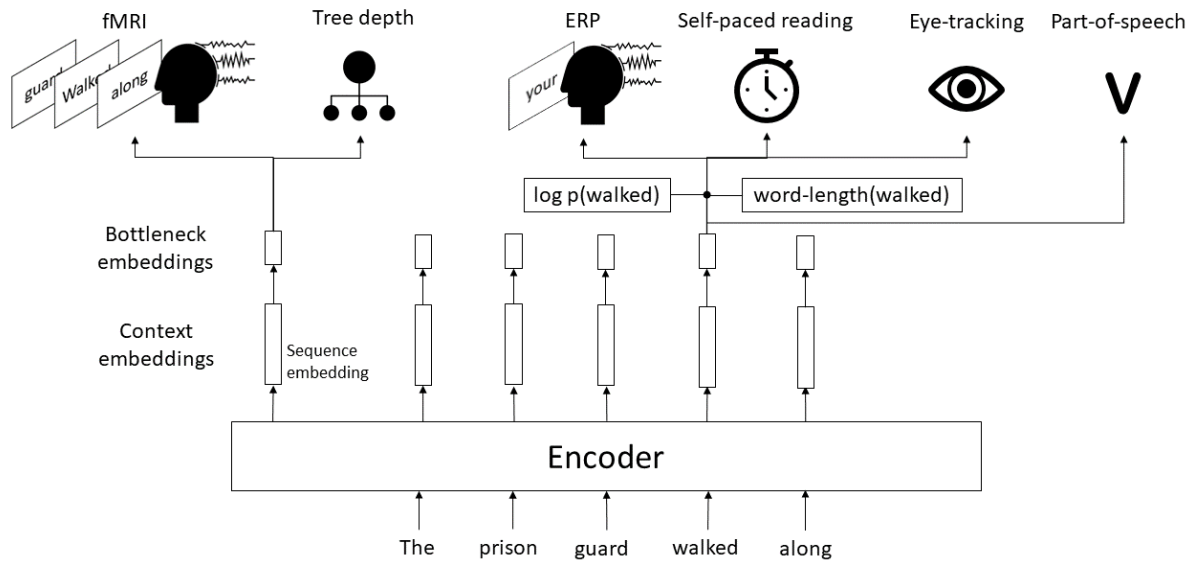 fMRI
Tree depth
ERP
Self-paced reading
Eye-tracking
Part-of-speech
guard
Walked
along
your
V
log p(walked)
word-length(walked)
Bottleneck
embeddings
Context
embeddings
Sequence
embedding
Encoder
The prison guard walked along